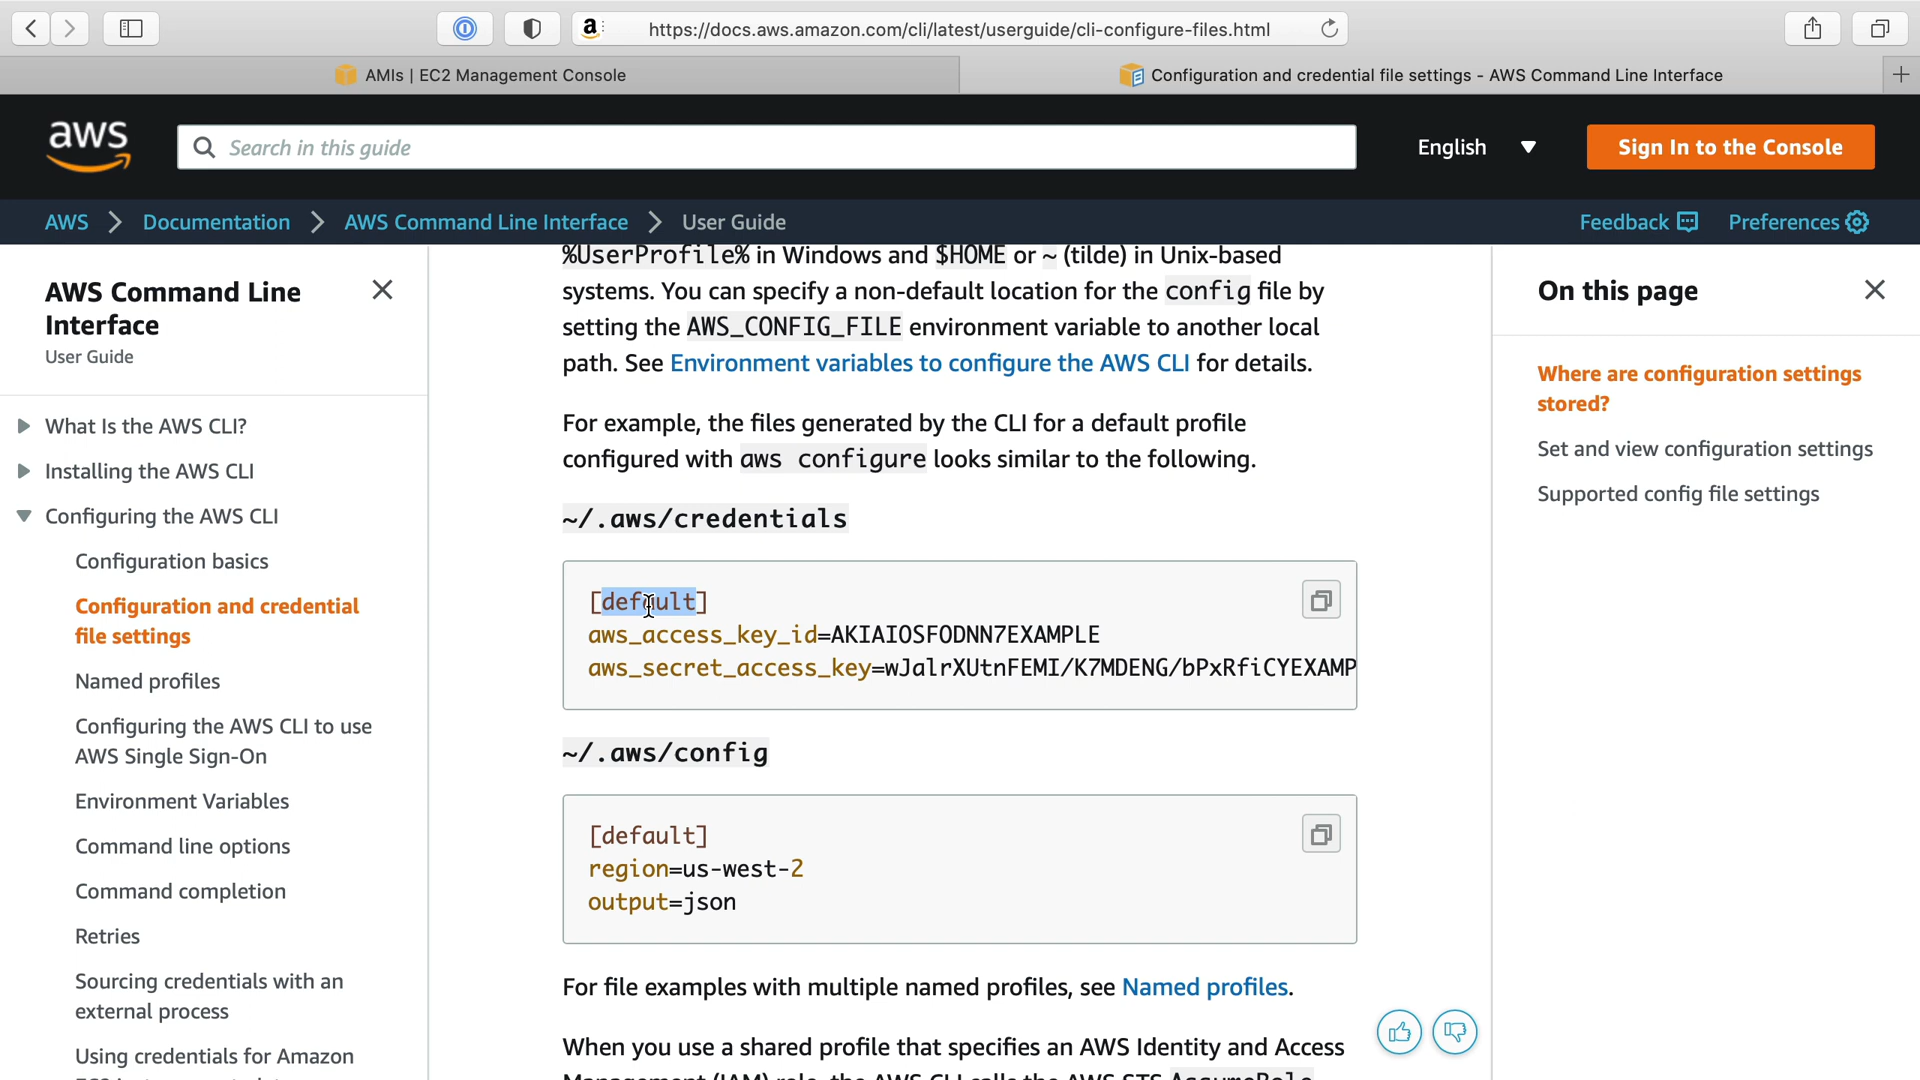 https://docs.aws.amazon.com/cli/latest/userguide/cli-configure-files.html
AMIs | EC2 Management Console
Configuration and credential file settings - AWS Command Line Interface
aws
Search in this guide
English
Sign In to the Console
AWS
Documentation
AWS Command Line Interface
User Guide
Feedback
Preferences
AWS Command Line
Interface
User Guide
What Is the AWS CLI?
Installing the AWS CLI
Configuring the AWS CLI
Configuration basics
Configuration and credential
file settings
Named profiles
Configuring the AWS CLI to use
AWS Single Sign-On
Environment Variables
Command line options
Command completion
Retries
Sourcing credentials with an
external process
Using credentials for Amazon
%UserProfile% in Windows and $HOME or ~ (tilde) in Unix-based
systems. You can specify a non-default location for the config file by
setting the AWS_CONFIG_FILE environment variable to another local
path. See Environment variables to configure the AWS CLI for details.
For example, the files generated by the CLI for a default profile
configured with aws configure looks similar to the following.
~/.aws/credentials
[default]
aws_access_key_id=AKIAIOSFODNN7EXAMPLE
aws_secret_access_key=wJalrXUtnFEMI/K7MDENG/bPxRfiCYEXAMP
~/.aws/config
[default]
region=us-west-2
output=json
For file examples with multiple named profiles, see Named profiles.
When you use a shared profile that specifies an AWS Identity and Access
Management (IAM) role, the AWS CLI calls the AWS STS AssumeRole
On this page
Where are configuration settings
stored?
Set and view configuration settings
Supported config file settings